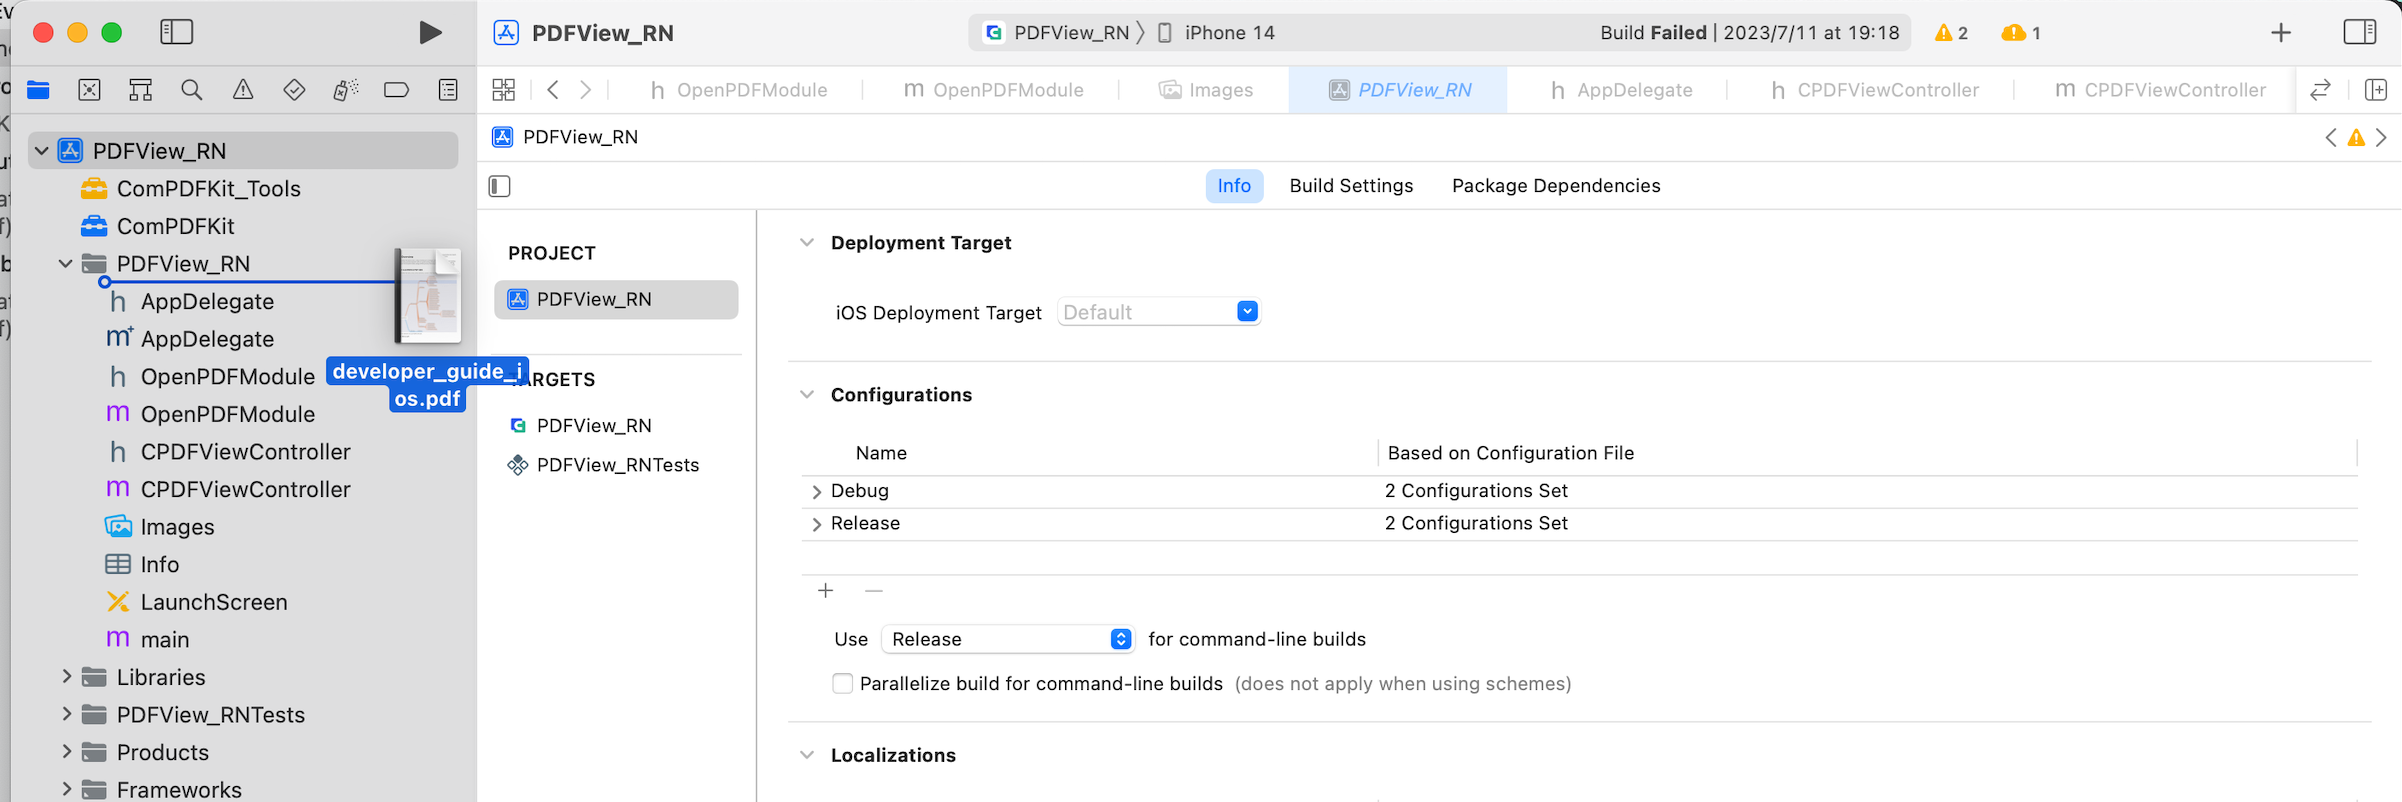 PDFView_RN
PDFView_RN
iPhone 14
Build Failed | 2023/7/11 at 19:18
2
1
h OpenPDFModule
m OpenPDFModule
Images
PDFView_RN
h AppDelegate
h CPDFViewController
m CPDFViewController
PDFView_RN
Info
Build Settings
Package Dependencies
PDFView_RN
ComPDFKit_Tools
ComPDFKit
PDFView_RN
h AppDelegate
m+ AppDelegate
h OpenPDFModule
m OpenPDFModule
h CPDFViewController
m CPDFViewController
Images
Info
LaunchScreen
m main
Libraries
PDFView_RNTests
Products
Frameworks
developer_guide_i
os.pdf
PROJECT
PDFView_RN
ARGETS
PDFView_RN
PDFView_RNTests
Deployment Target
iOS Deployment Target Default
Configurations
Name Based on Configuration File
Debug 2 Configurations Set
Release 2 Configurations Set
+ —
Use Release for command-line builds
Parallelize build for command-line builds (does not apply when using schemes)
Localizations